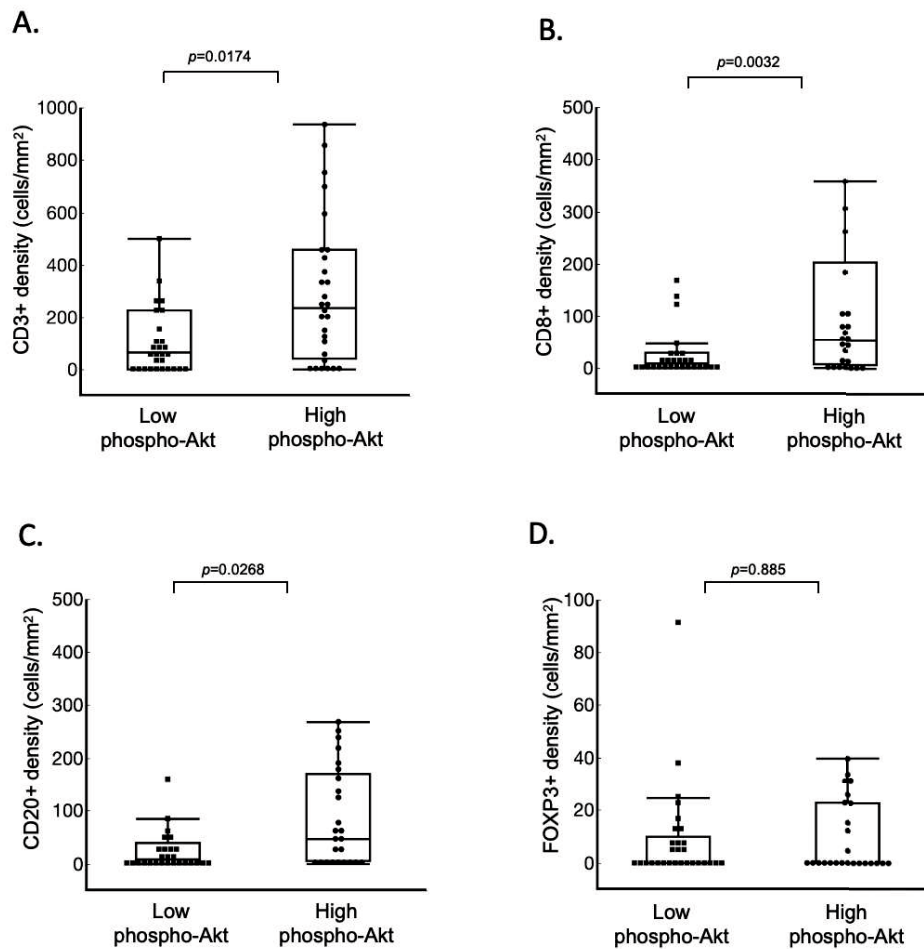 A.
p=0.0174
CD3+ density (cells/mm²)
1000
800
600
400
200
0
Low
phospho-Akt
High
phospho-Akt
B.
p=0.0032
CD8+ density (cells/mm²)
500
400
300
200
100
0
Low
phospho-Akt
High
phospho-Akt
C.
p=0.0268
CD20+ density (cells/mm²)
500
400
300
200
100
0
Low
phospho-Akt
High
phospho-Akt
D.
p=0.885
FOXP3+ density (cells/mm²)
100
80
60
40
20
0
Low
phospho-Akt
High
phospho-Akt